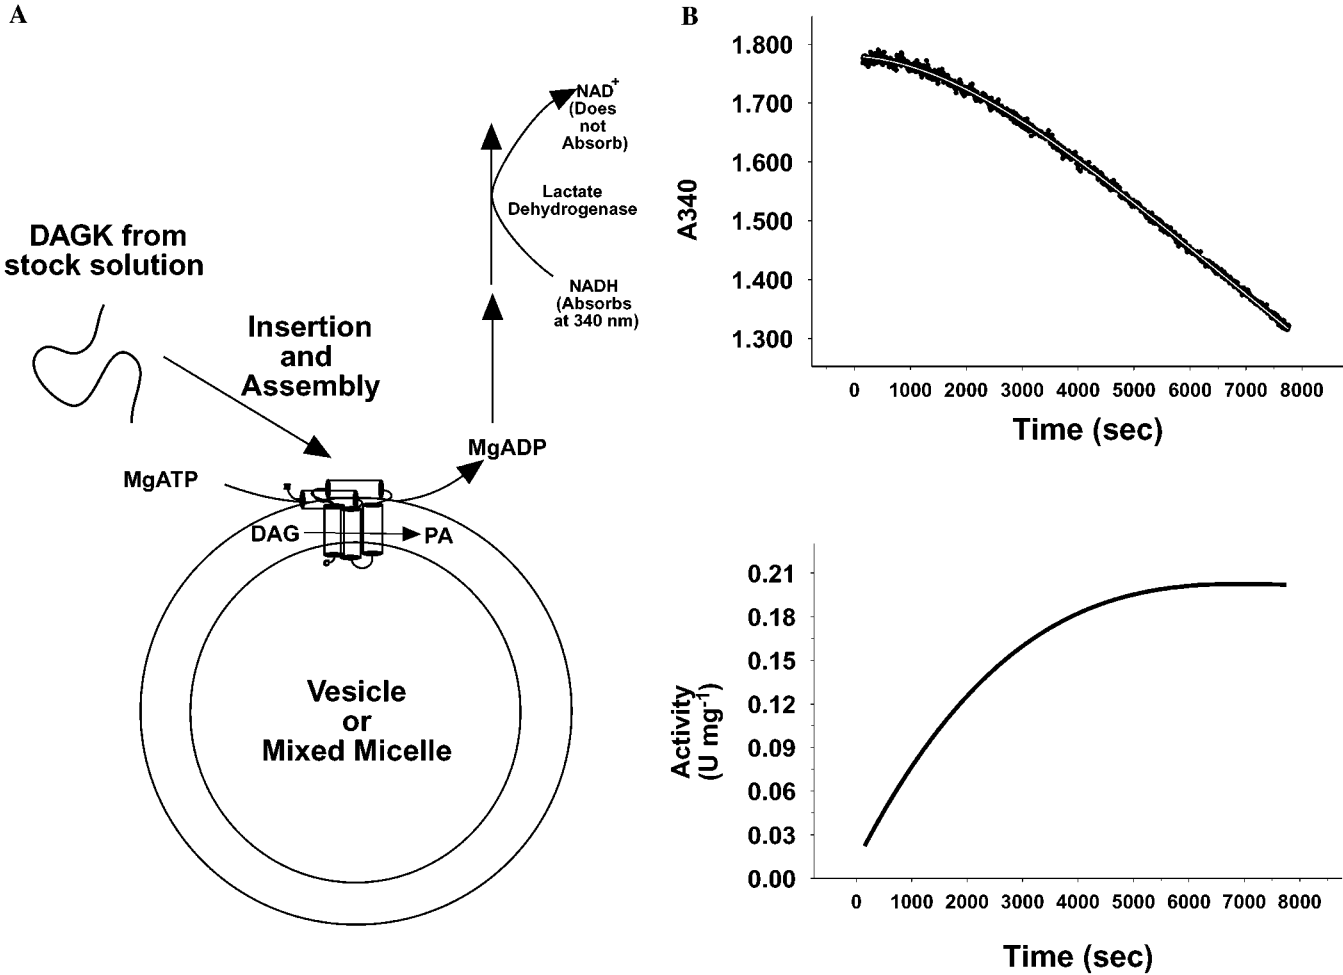 A
NAD+
(Does
not
Absorb)
Lactate
Dehydrogenase
NADH
(Absorbs
at 340 nm)
DAGK from
stock solution
Insertion
and
Assembly
MgATP
MgADP
DAG
PA
Vesicle
or
Mixed Micelle
B
1.800
1.700
1.600
1.500
1.400
1.300
A340
0 1000 2000 3000 4000 5000 6000 7000 8000
Time (sec)
0.21
0.18
0.15
0.12
0.09
0.06
0.03
0.00
Activity
(U mg-1)
0 1000 2000 3000 4000 5000 6000 7000 8000
Time (sec)